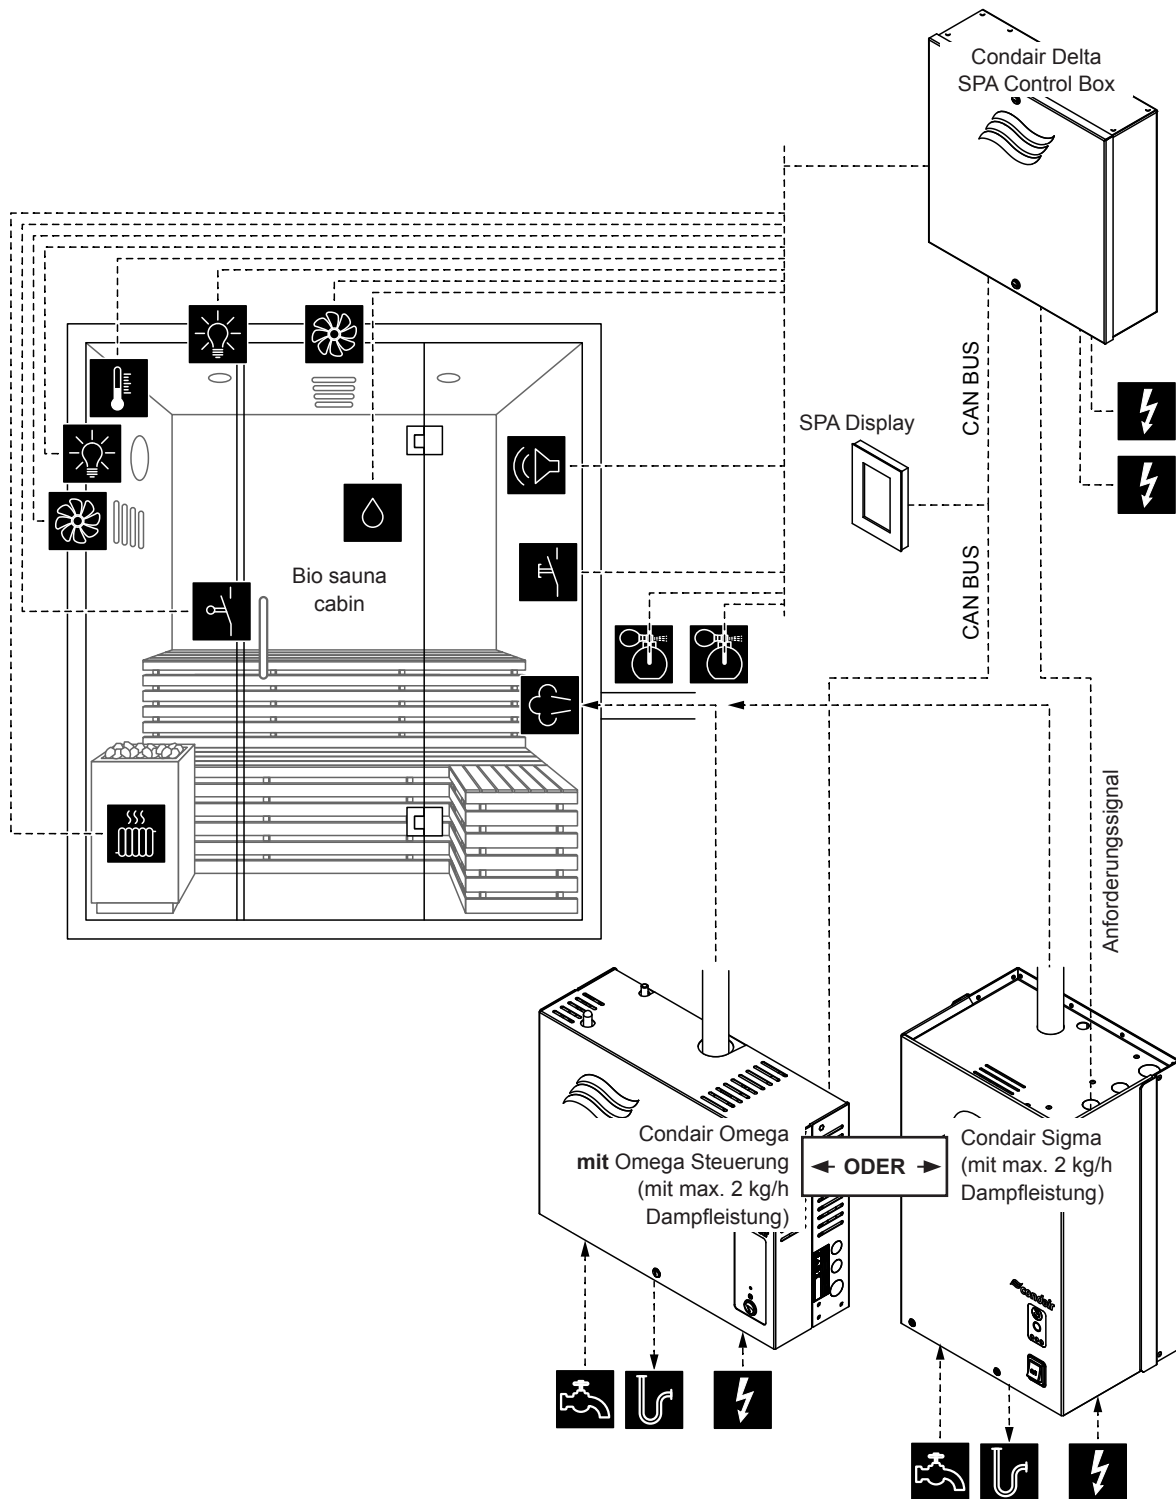 Condair Delta
SPA Control Box
CAN BUS
SPA Display
CAN BUS
Bio sauna
cabin
Anforderungssignal
Condair Omega
mit Omega Steuerung
(mit max. 2 kg/h
Dampfleistung)
ODER
Condair Sigma
(mit max. 2 kg/h
Dampfleistung)
condair